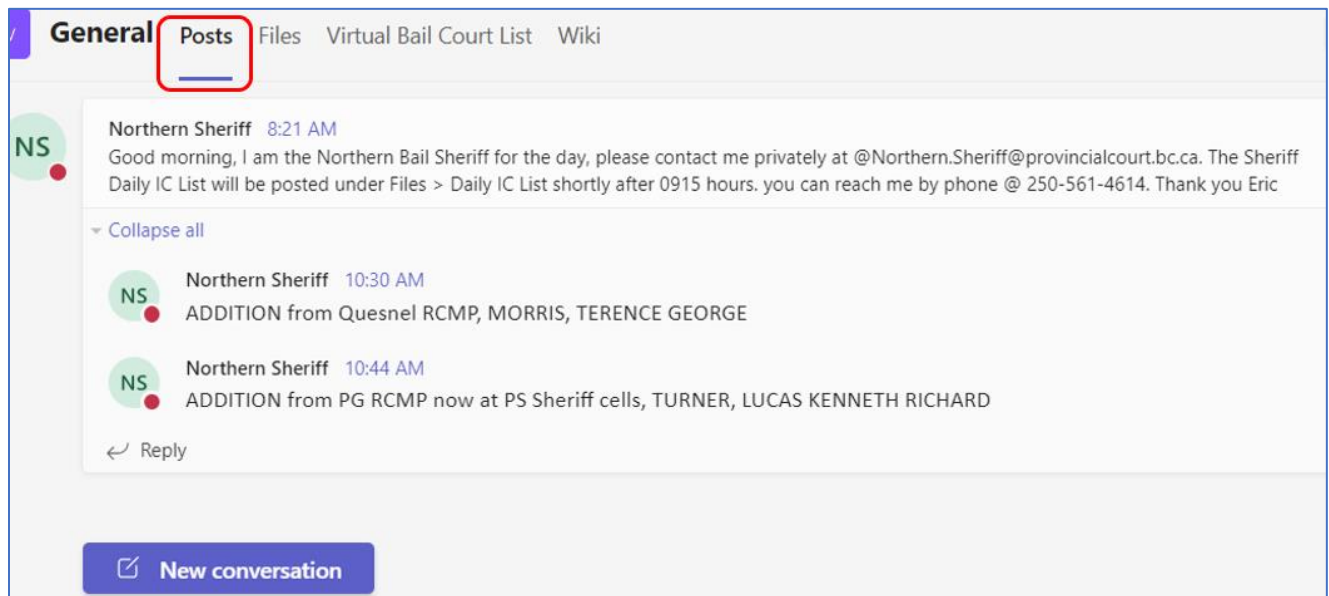 General Posts Files Virtual Bail Court List Wiki
NS
Northern Sheriff 8:21 AM
Good morning, I am the Northern Bail Sheriff for the day, please contact me privately at @Northern.Sheriff@provincialcourt.bc.ca. The Sheriff
Daily IC List will be posted under Files > Daily IC List shortly after 0915 hours. you can reach me by phone @ 250-561-4614. Thank you Eric
Collapse all
NS
Northern Sheriff 10:30 AM
ADDITION from Quesnel RCMP, MORRIS, TERENCE GEORGE
NS
Northern Sheriff 10:44 AM
ADDITION from PG RCMP now at PS Sheriff cells, TURNER, LUCAS KENNETH RICHARD
Reply
New conversation